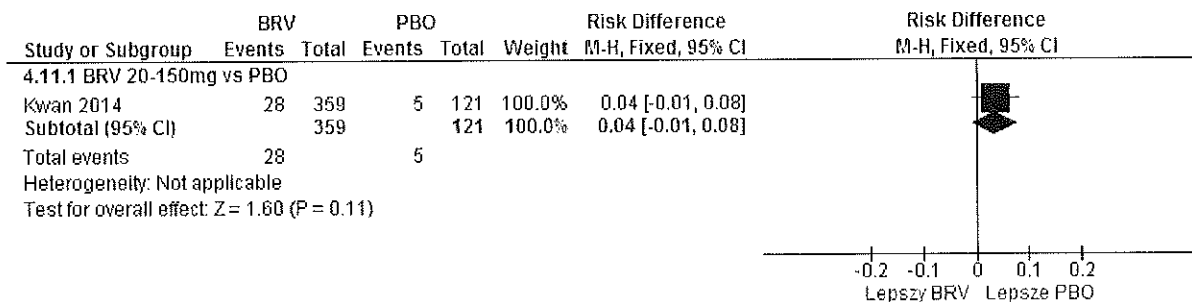 BRV PBO Risk Difference Risk Difference
Study or Subgroup Events Total Events Total Weight M-H, Fixed, 95% CI M-H, Fixed, 95% CI
4.11.1 BRV 20-150mg vs PBO
Kwan 2014 28 359 5 121 100.0% 0.04 [-0.01, 0.08]
Subtotal (95% CI) 359 121 100.0% 0.04 [-0.01, 0.08]
Total events 28 5
Heterogeneity: Not applicable
Test for overall effect: Z = 1.60 (P = 0.11)
-0.2 -0.1 0 0.1 0.2
Lepszy BRV Lepsze PBO